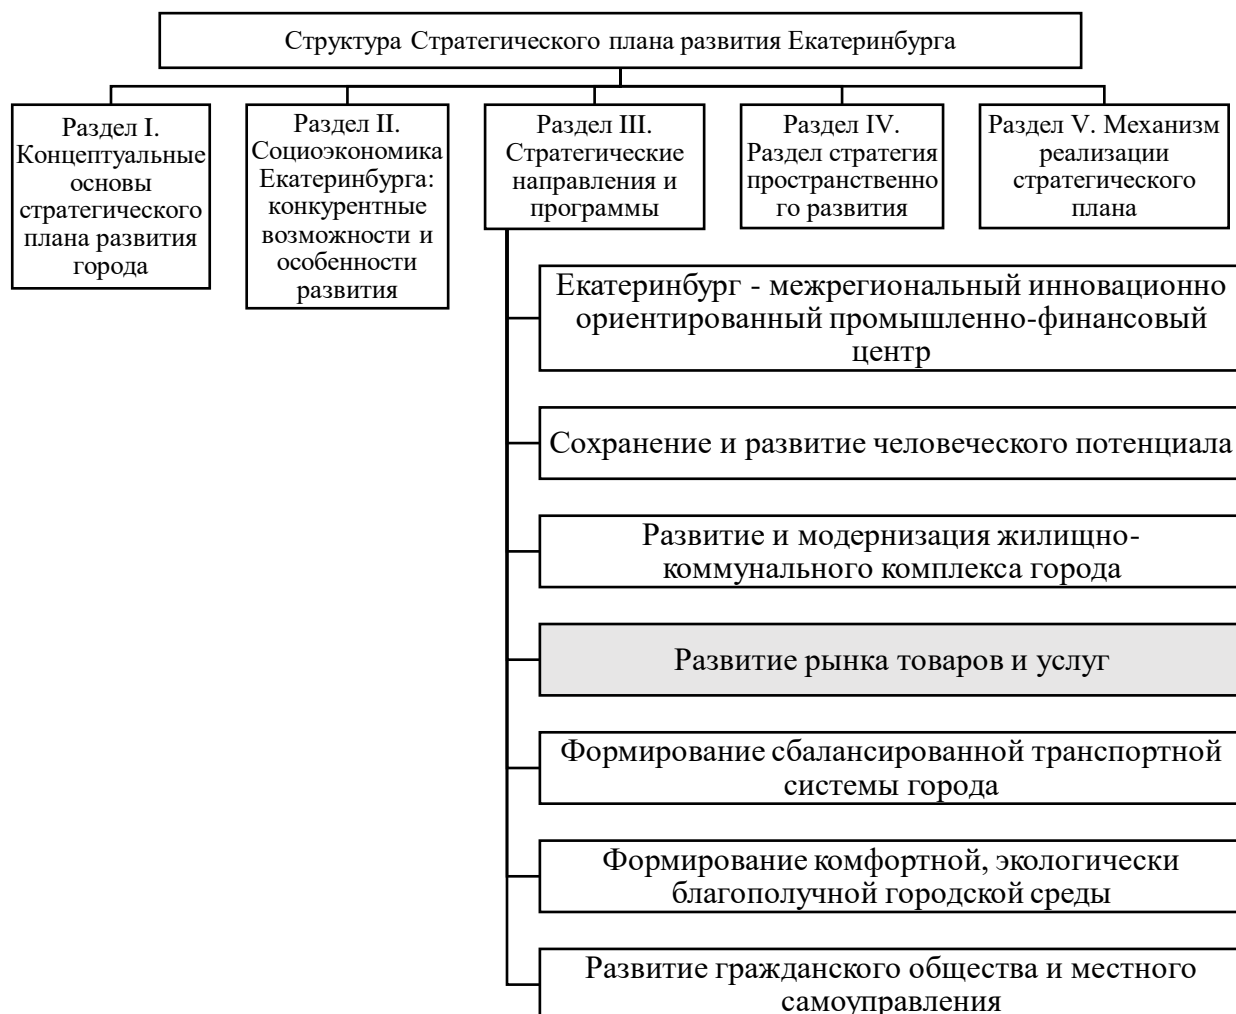 Структура Стратегического плана развития Екатеринбурга
Раздел I.
Концептуальные
основы
стратегического
плана развития
города
Раздел II.
Социоэкономика
Екатеринбурга:
конкурентные
возможности и
особенности
развития
Раздел III.
Стратегические
направления и
программы
Раздел IV.
Раздел стратегия
пространственно
го развития
Раздел V. Механизм
реализации
стратегического
плана
Екатеринбург - межрегиональный инновационно
ориентированный промышленно-финансовый
центр
Сохранение и развитие человеческого потенциала
Развитие и модернизация жилищно-
коммунального комплекса города
Развитие рынка товаров и услуг
Формирование сбалансированной транспортной
системы города
Формирование комфортной, экологически
благополучной городской среды
Развитие гражданского общества и местного
самоуправления